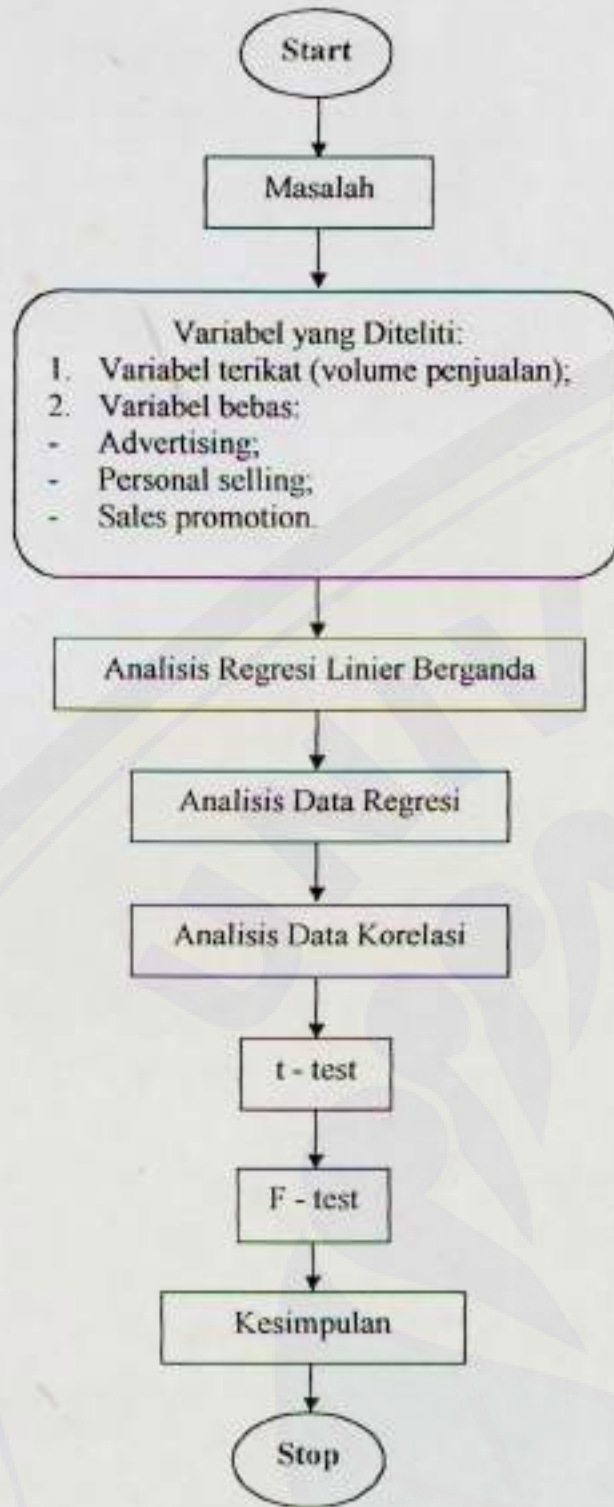 Start
Masalah
Variabel yang Diteliti:
1. Variabel terikat (volume penjualan);
2. Variabel bebas:
- Advertising;
- Personal selling;
- Sales promotion.
Analisis Regresi Linier Berganda
Analisis Data Regresi
Analisis Data Korelasi
t - test
F - test
Kesimpulan
Stop